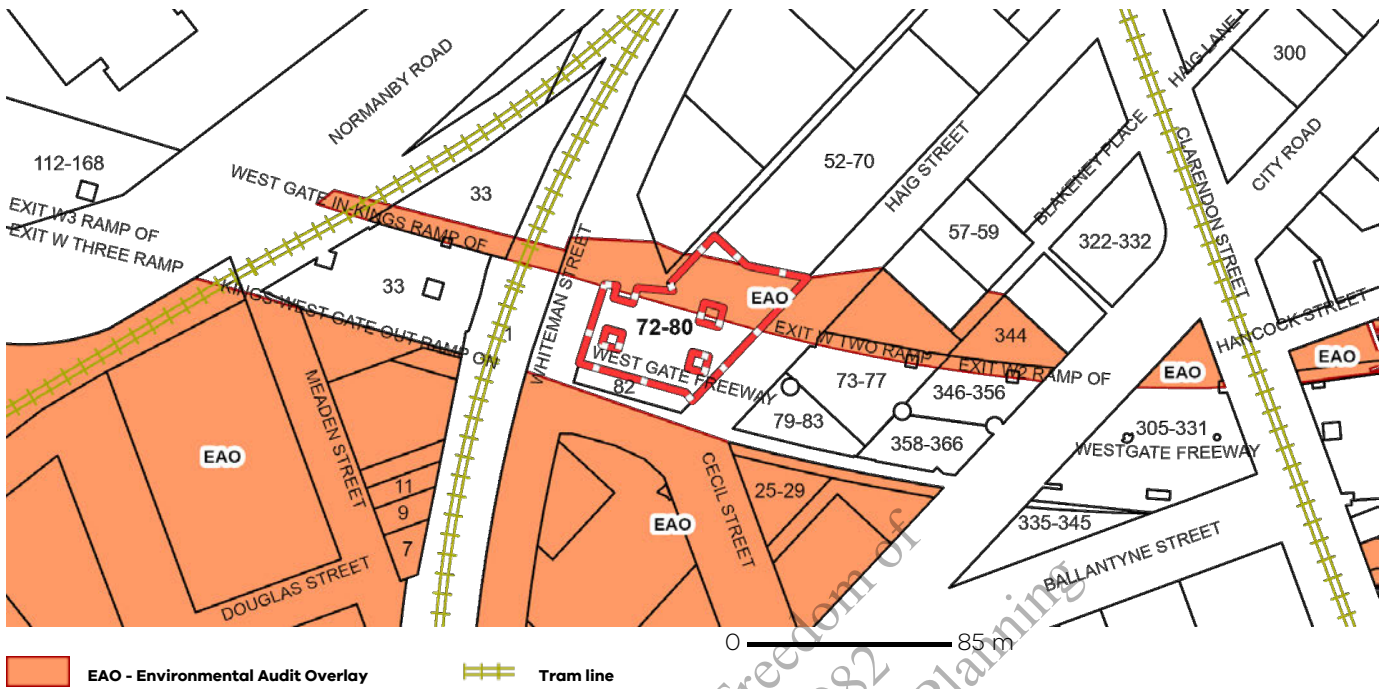 NORMANBY ROAD
HAIG LANE
300
112-168
52-70
CLARENDON STREET
CITY ROAD
WEST GATE IN-KINGS RAMP OF
33
HAIG STREET
BLAKENEY PLACE
EXIT W3 RAMP OF
EXIT W THREE RAMP
57-59
322-332
33
KINGS-WEST GATE OUT RAMP ON
WHITEMAN STREET
1
EAO
72-80
EXIT W TWO RAMP
344
HANCOCK STREET
EAO
EAO
WEST GATE FREEWAY
EXIT W2 RAMP OF
82
73-77
346-356
79-83
358-366
305-331
WESTGATE FREEWAY
MEADEN STREET
EAO
11
9
7
EAO
CECIL STREET
25-29
335-345
BALLANTYNE STREET
DOUGLAS STREET
Freedom of
982
Planning
0 85 m
EAO - Environmental Audit Overlay
Tram line